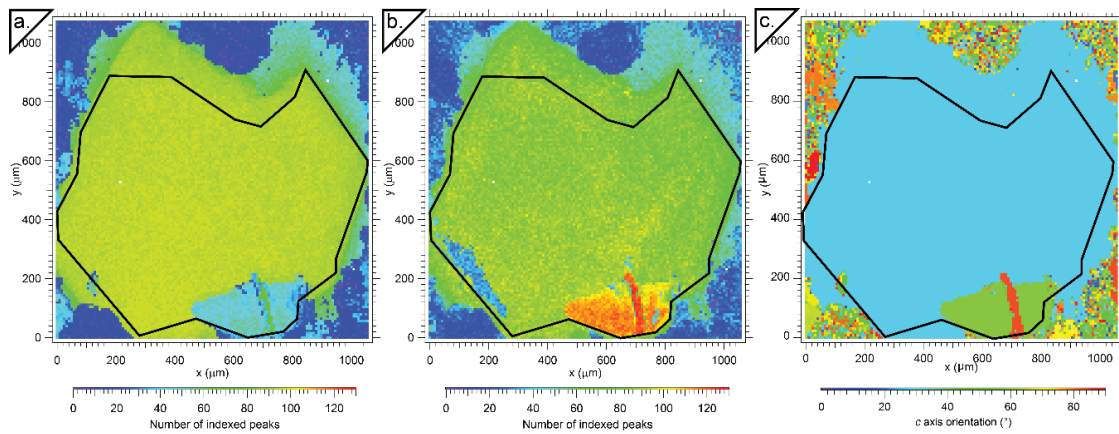 a.
b.
c.
1000
800
600
400
200
0
y (μm)
0 200 400 600 800 1000
x (μm)
0 20 40 60 80 100 120
Number of indexed peaks
1000
800
600
400
200
0
y (μm)
0 200 400 600 800 1000
x (μm)
0 20 40 60 80 100 120
Number of indexed peaks
1000
800
600
400
200
0
y (μm)
0 200 400 600 800 1000
x (μm)
0 20 40 60 80
c axis orientation (°)